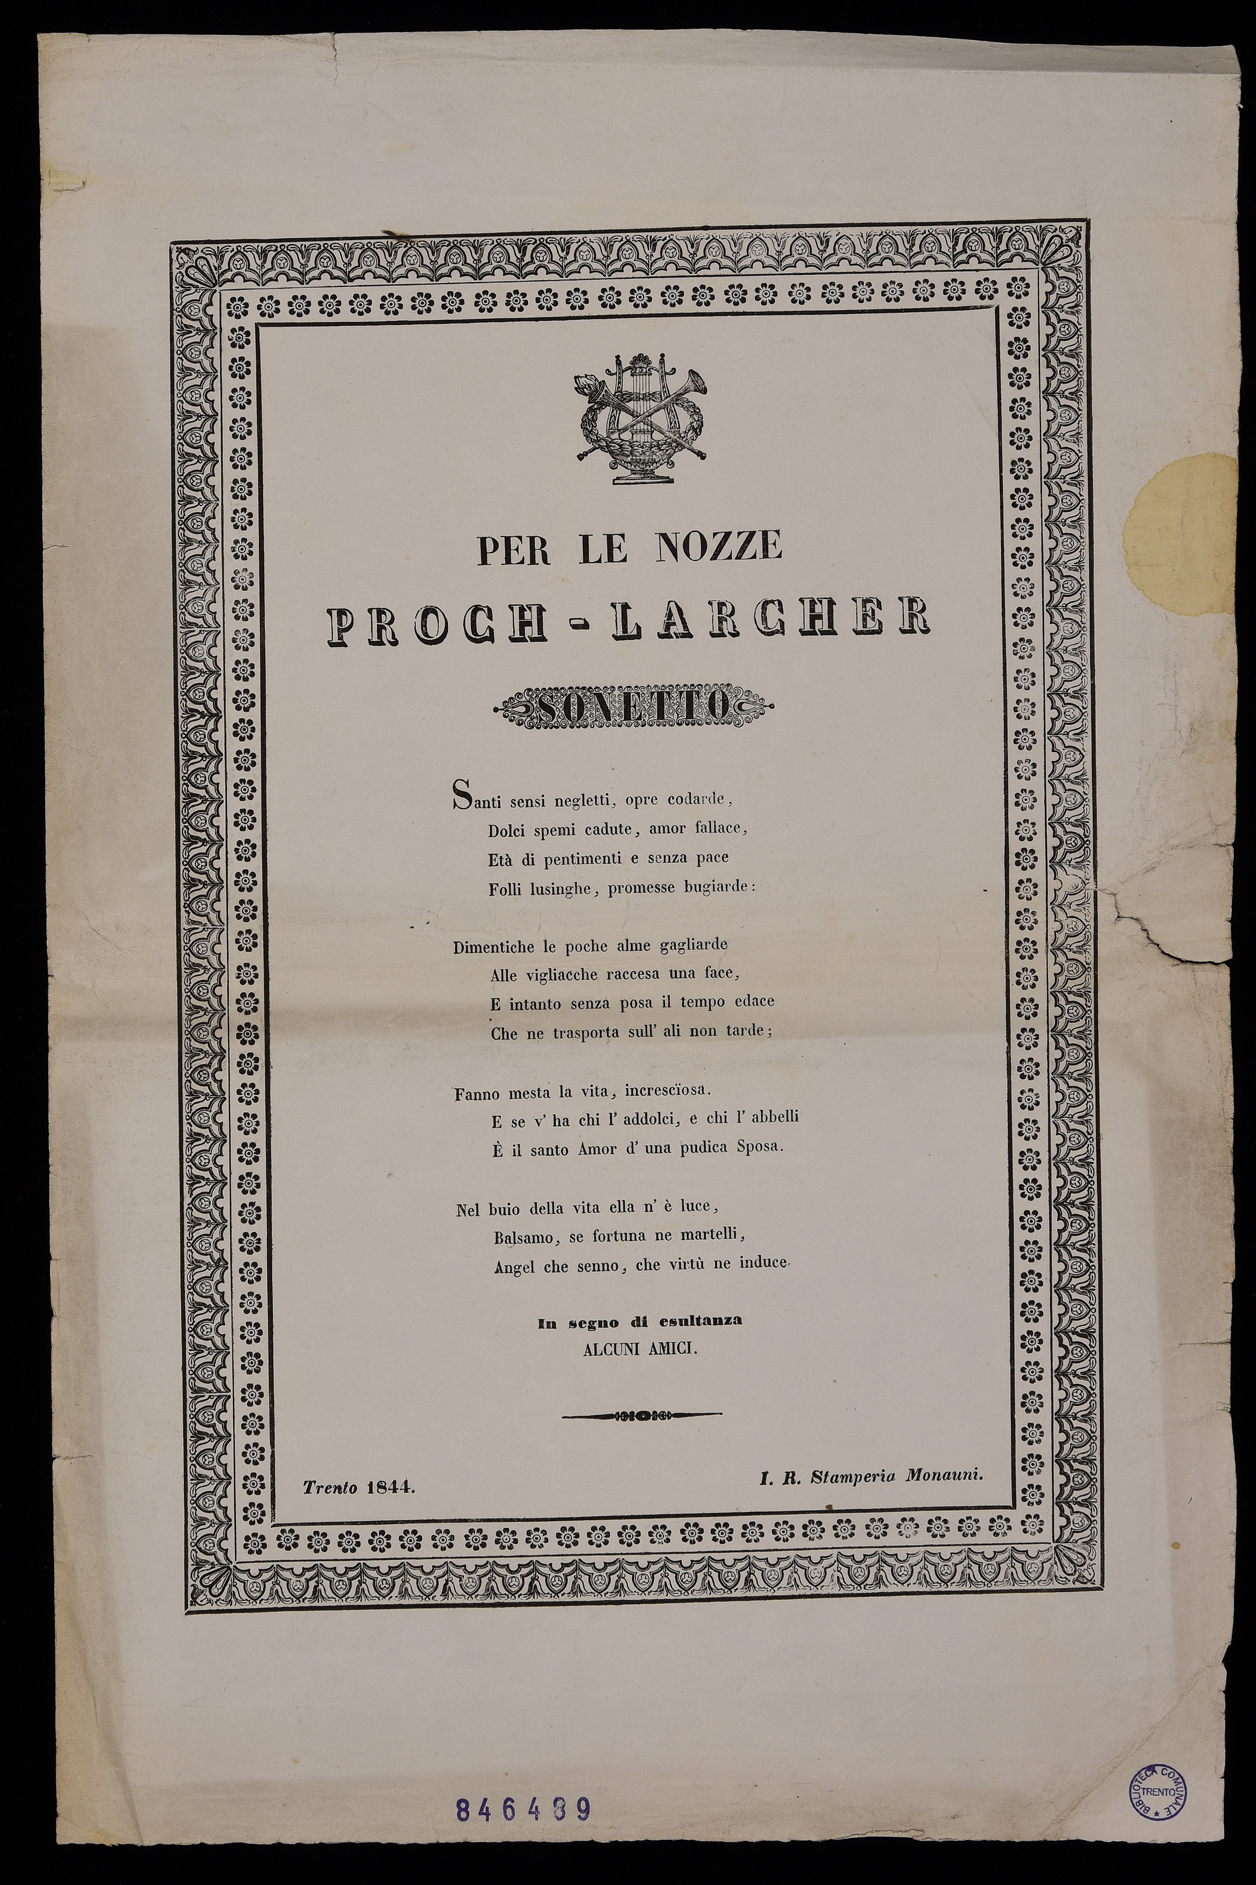 PER LE NOZZE
PROCH - LARCHER
SONETTO
Santi sensi negletti, opre codarde,
Dolci spemi cadute, amor fallace,
Età di pentimenti e senza pace
Folli lusinghe, promesse bugiarde:
Dimentiche le poche alme gagliarde
Alle vigliacche raccesa una face,
E intanto senza posa il tempo edace
Che ne trasporta sull' ali non tarde;
Fanno mesta la vita, incresciosa.
E se v' ha chi l' addolci, e chi l' abbelli
È il santo Amor d' una pudica Sposa.
Nel buio della vita ella n' è luce,
Balsamo, se fortuna ne martelli,
Angel che senno, che virtù ne induce.
In segno di esultanza
ALCUNI AMICI.
Trento 1844.
I. R. Stamperia Monauni.
846489
BIBLIOTECA COMUNALE
TRENTO